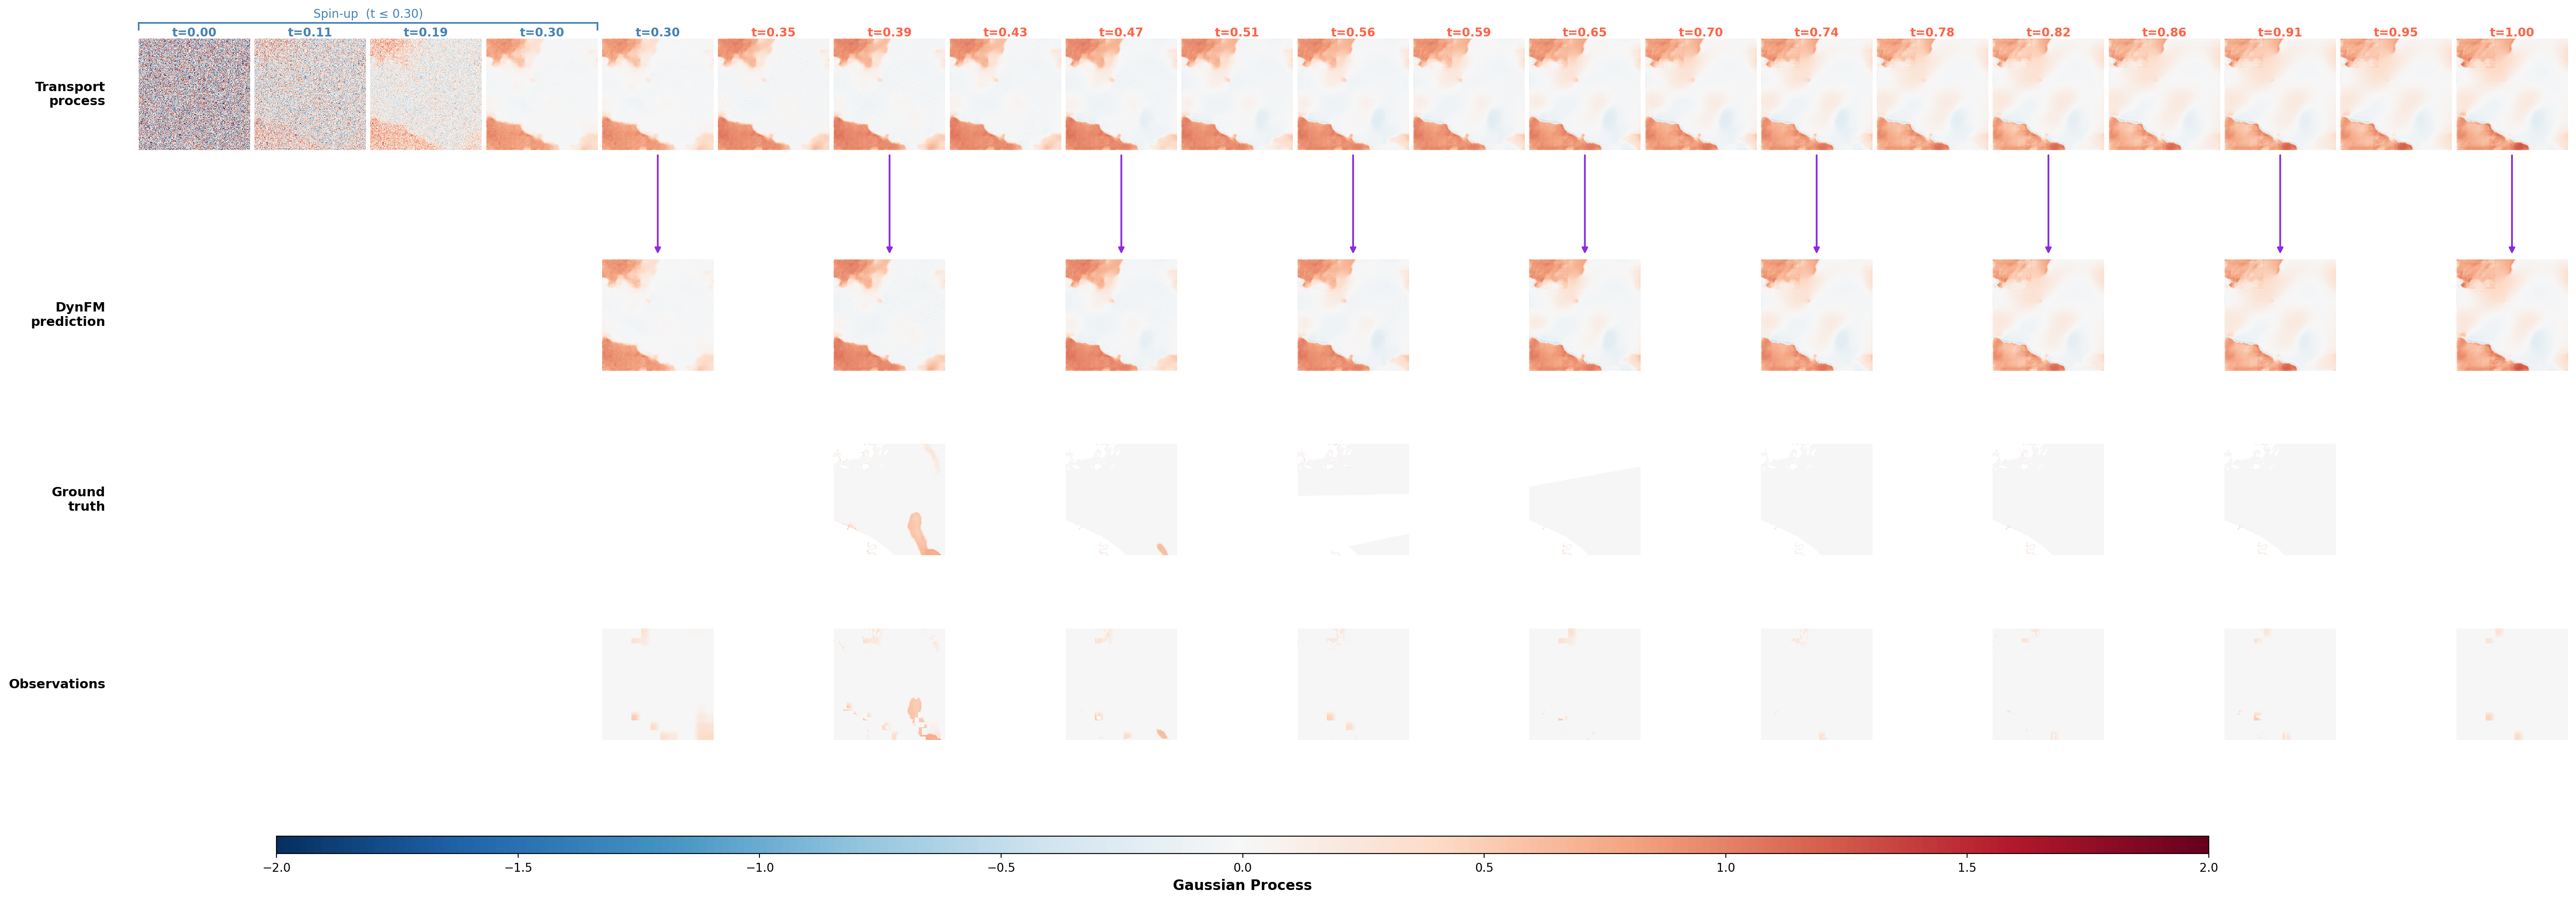 Spin-up  (t ≤ 0.30)
t=0.00 t=0.11 t=0.19 t=0.30 t=0.30 t=0.35 t=0.39 t=0.43 t=0.47 t=0.51 t=0.56 t=0.59 t=0.65 t=0.70 t=0.74 t=0.78 t=0.82 t=0.86 t=0.91 t=0.95 t=1.00
Transport
process
DynFM
prediction
Ground
truth
Observations
−2.0 −1.5 −1.0 −0.5 0.0 0.5 1.0 1.5 2.0
Gaussian Process